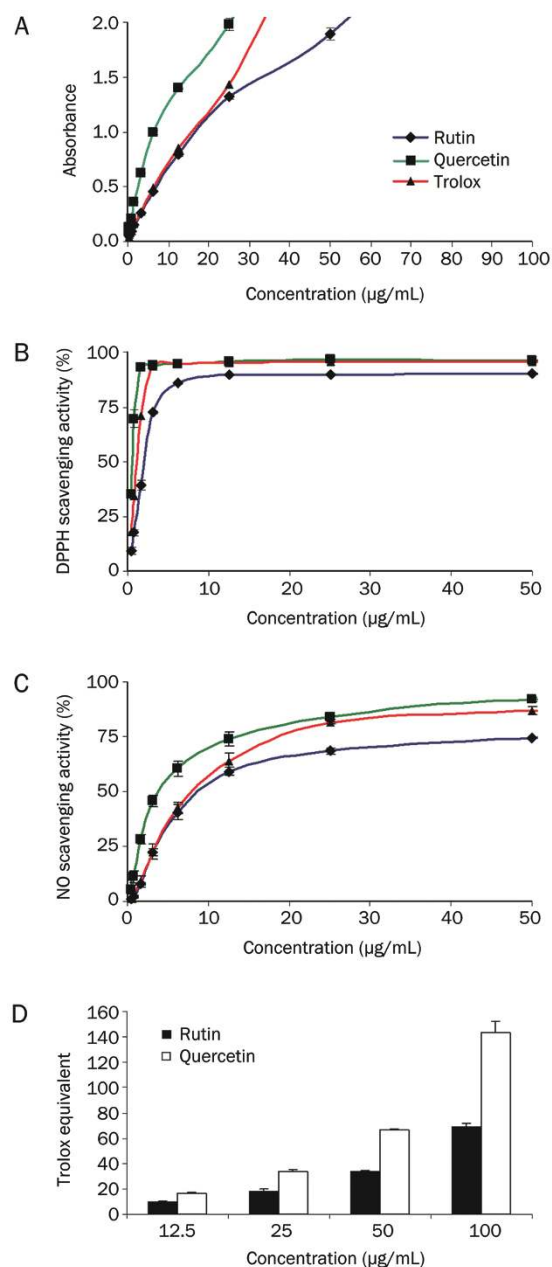 A
Absorbance
2.0
1.5
1.0
0.5
0.0
0 10 20 30 40 50 60 70 80 90 100
Rutin
Quercetin
Trolox
Concentration (µg/mL)
B
DPPH scavenging activity (%)
100
75
50
25
0
0 10 20 30 40 50
Concentration (µg/mL)
C
NO scavenging activity (%)
100
75
50
25
0
0 10 20 30 40 50
Concentration (µg/mL)
D
Trolox equivalent
160
140
120
100
80
60
40
20
0
Rutin
Quercetin
12.5 25 50 100
Concentration (µg/mL)